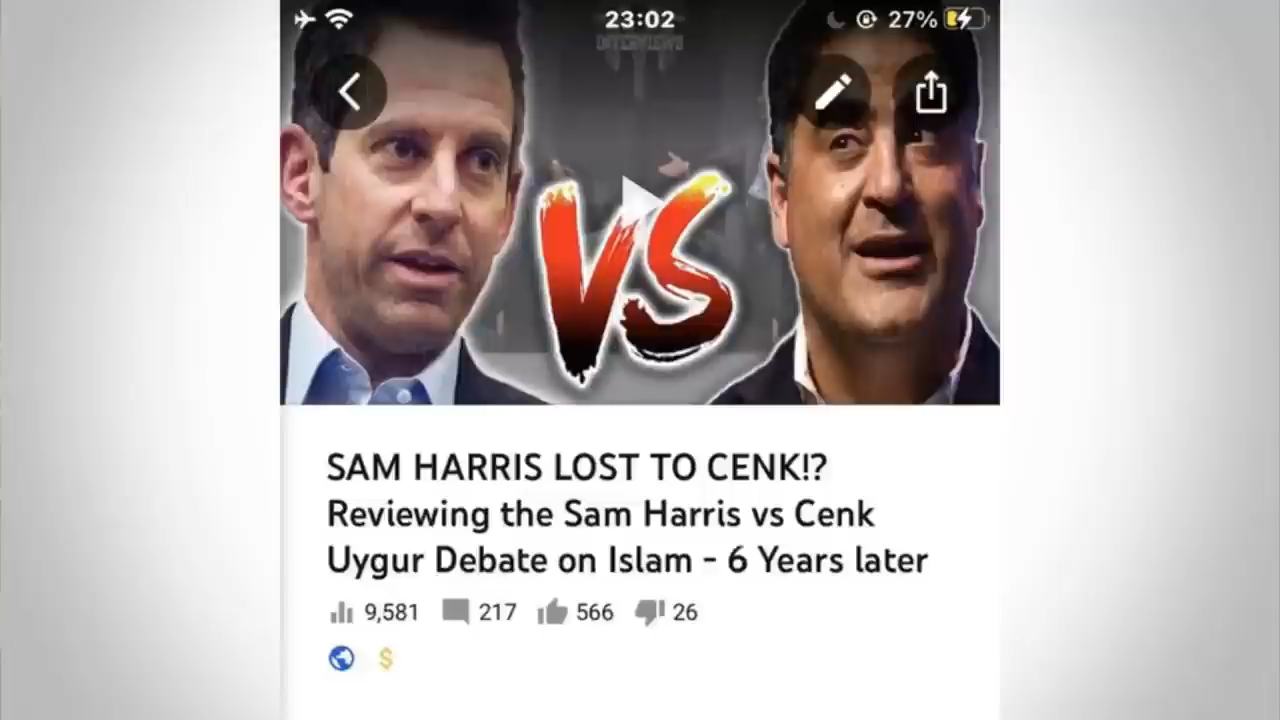 23:02
27%
INTERVIEWS
VS
SAM HARRIS LOST TO CENK!?
Reviewing the Sam Harris vs Cenk
Uygur Debate on Islam - 6 Years later
9,581 217 566 26
$